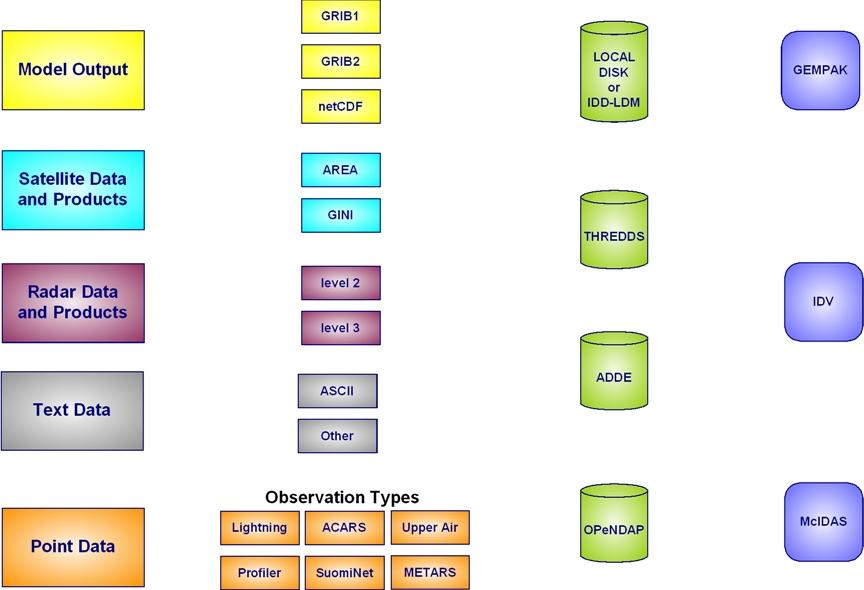 Model Output
GRIB1
GRIB2
netCDF
LOCAL
DISK
or
IDD-LDM
GEMPAK
Satellite Data
and Products
AREA
GINI
THREDDS
Radar Data
and Products
level 2
level 3
IDV
ADDE
Text Data
ASCII
Other
Observation Types
Point Data
Lightning
ACARS
Upper Air
Profiler
SuomiNet
METARS
OPeNDAP
McIDAS